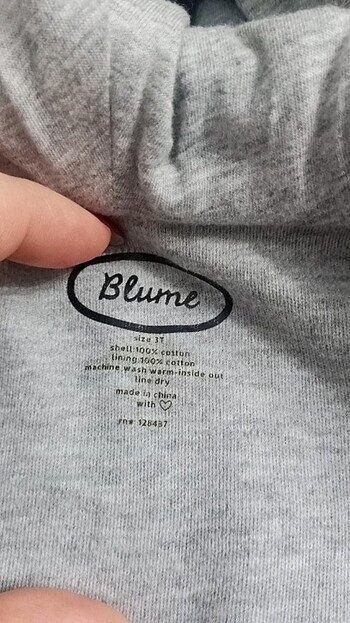 Blume
size 3T
shell:100% cotton
lining:100% cotton
machine wash warm-inside out
line dry
made in china
with ♡
rn# 128437